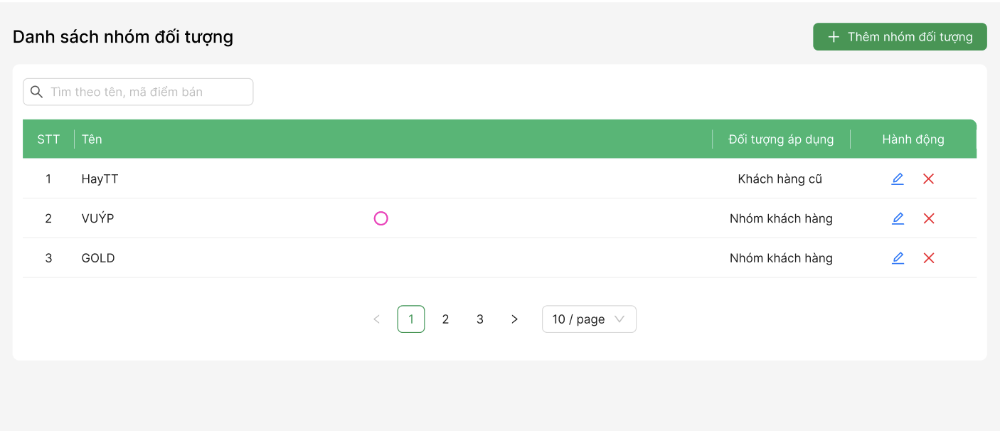 Danh sách nhóm đối tượng
Thêm nhóm đối tượng
Tìm theo tên, mã điểm bán
STT Tên Đối tượng áp dụng Hành động
1 HayTT Khách hàng cũ
2 VUÝP Nhóm khách hàng
3 GOLD Nhóm khách hàng
1 2 3 10 / page